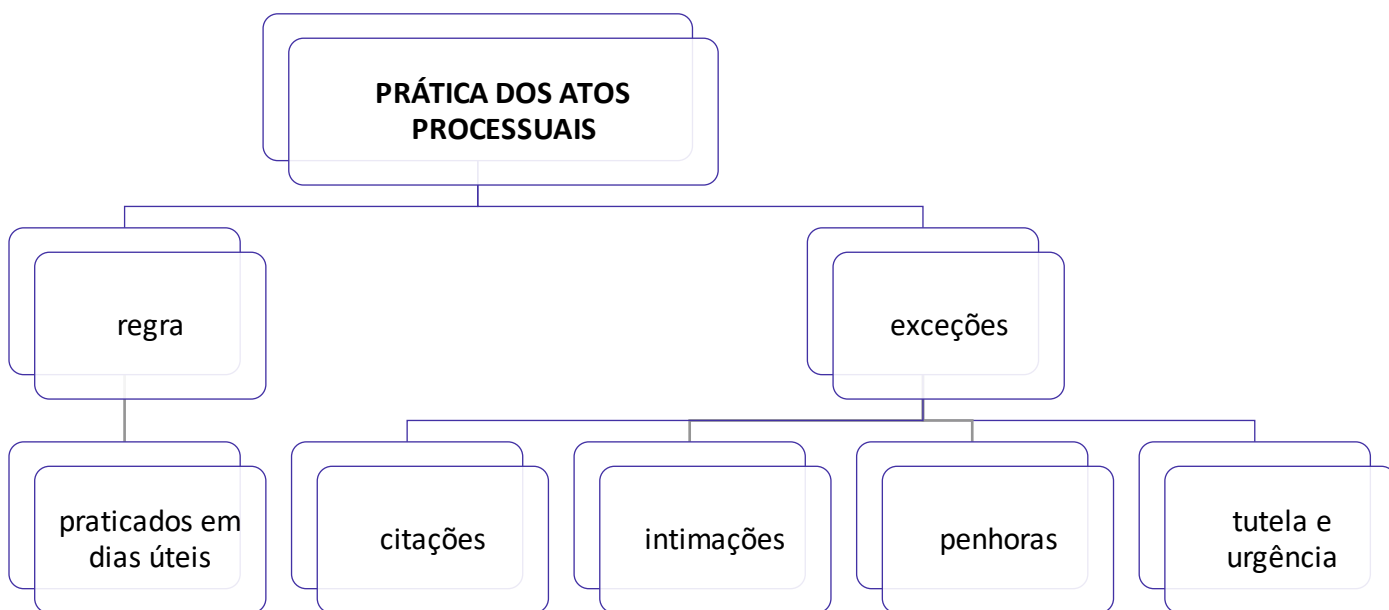 PRÁTICA DOS ATOS
PROCESSUAIS
regra
exceções
praticados em
dias úteis
citações
intimações
penhoras
tutela e
urgência